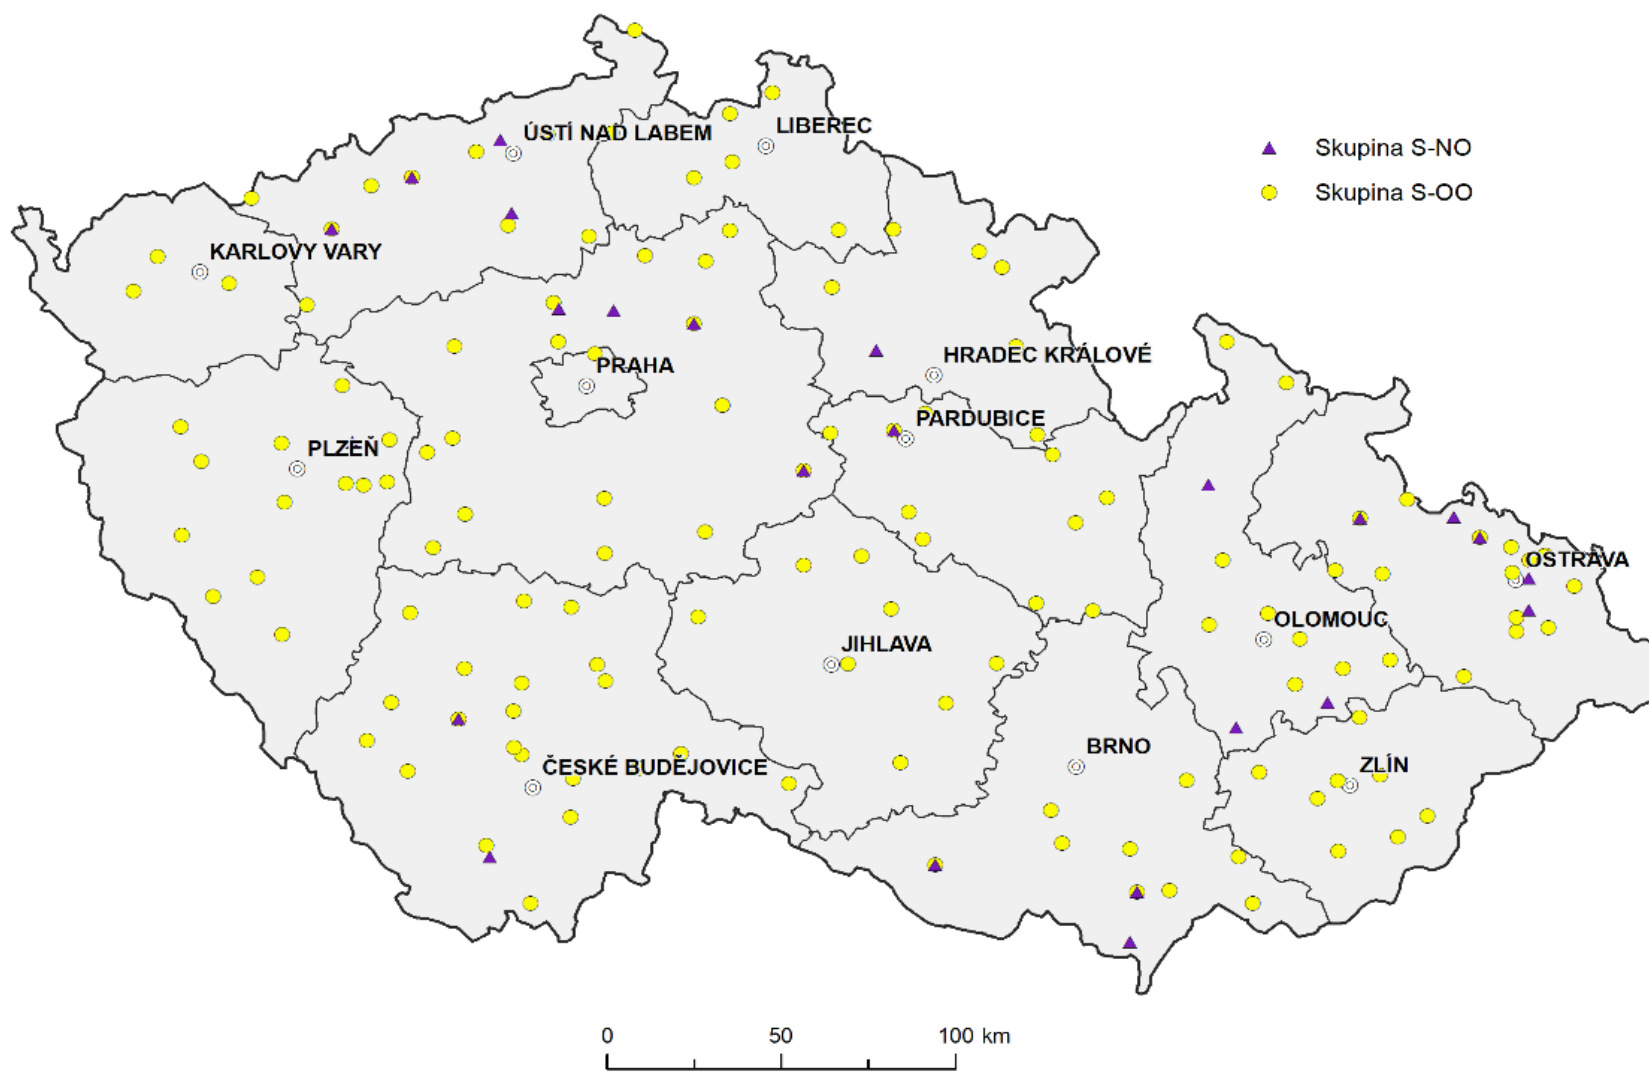 ÚSTÍ NAD LABEM
LIBEREC
Skupina S-NO
Skupina S-OO
KARLOVY VARY
HRADEC KRÁLOVÉ
PRAHA
PARDUBICE
PLZEŇ
OSTRAVA
OLOMOUC
JIHLAVA
BRNO
ČESKÉ BUDĚJOVICE
ZLÍN
0 50 100 km